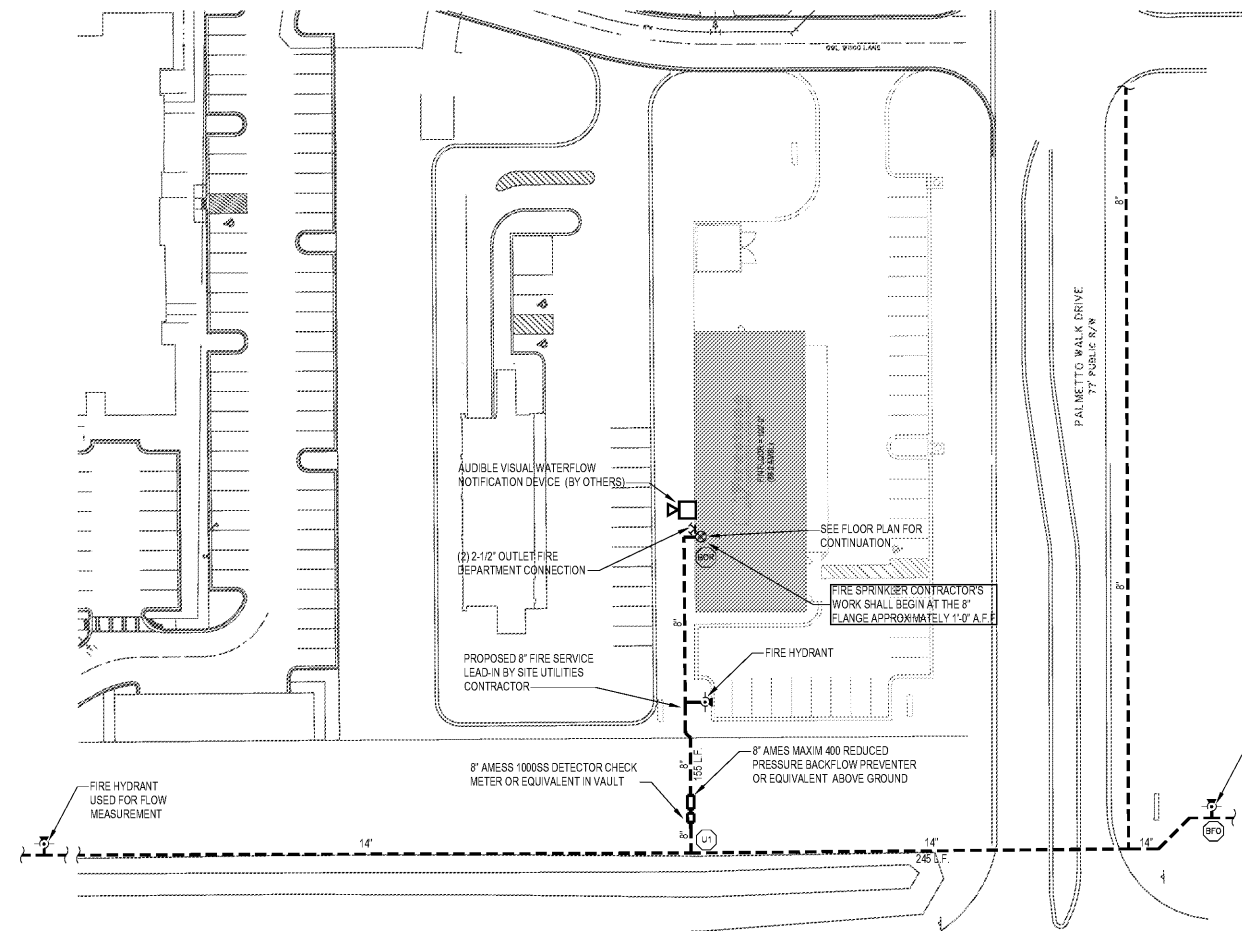 8"
PALMETTO WALK DRIVE
77' PUBLIC R/W
AUDIBLE VISUAL WATERFLOW
NOTIFICATION DEVICE (BY OTHERS)
SEE FLOOR PLAN FOR
CONTINUATION
BOR
(2) 2-1/2" OUTLET FIRE
DEPARTMENT CONNECTION
8"
FIRE SPRINKLER CONTRACTOR'S
WORK SHALL BEGIN AT THE 8"
FLANGE APPROXIMATELY 1'-0" A.F.F
8"
FIRE HYDRANT
PROPOSED 8" FIRE SERVICE
LEAD-IN BY SITE UTILITIES
CONTRACTOR
8" AMES MAXIM 400 REDUCED
PRESSURE BACKFLOW PREVENTER
OR EQUIVALENT ABOVE GROUND
8"
155 L.F.
8" AMESS 1000SS DETECTOR CHECK
METER OR EQUIVALENT IN VAULT
FIRE HYDRANT
USED FOR FLOW
MEASUREMENT
8"
U1
BFO
14"
14"
14"
245 L.F.